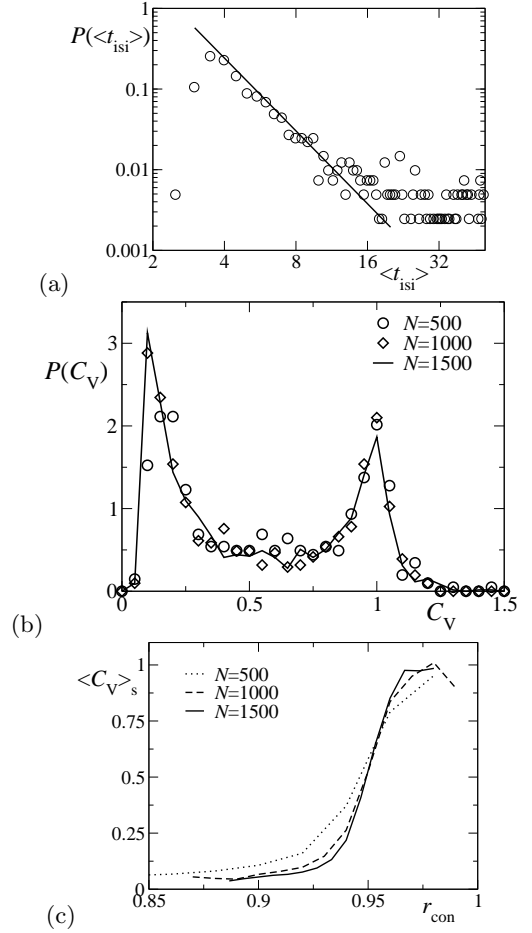 P(<t_isi>)
1
0.1
0.01
0.001
2 4 8 16 32
<t_isi>
(a)
P(C_V)
3
2
1
0
N=500
N=1000
N=1500
0 0.5 1 1.5
C_V
(b)
<C_V>_s
1
0.75
0.5
0.25
0
N=500
N=1000
N=1500
0.85 0.9 0.95 1
r_con
(c)